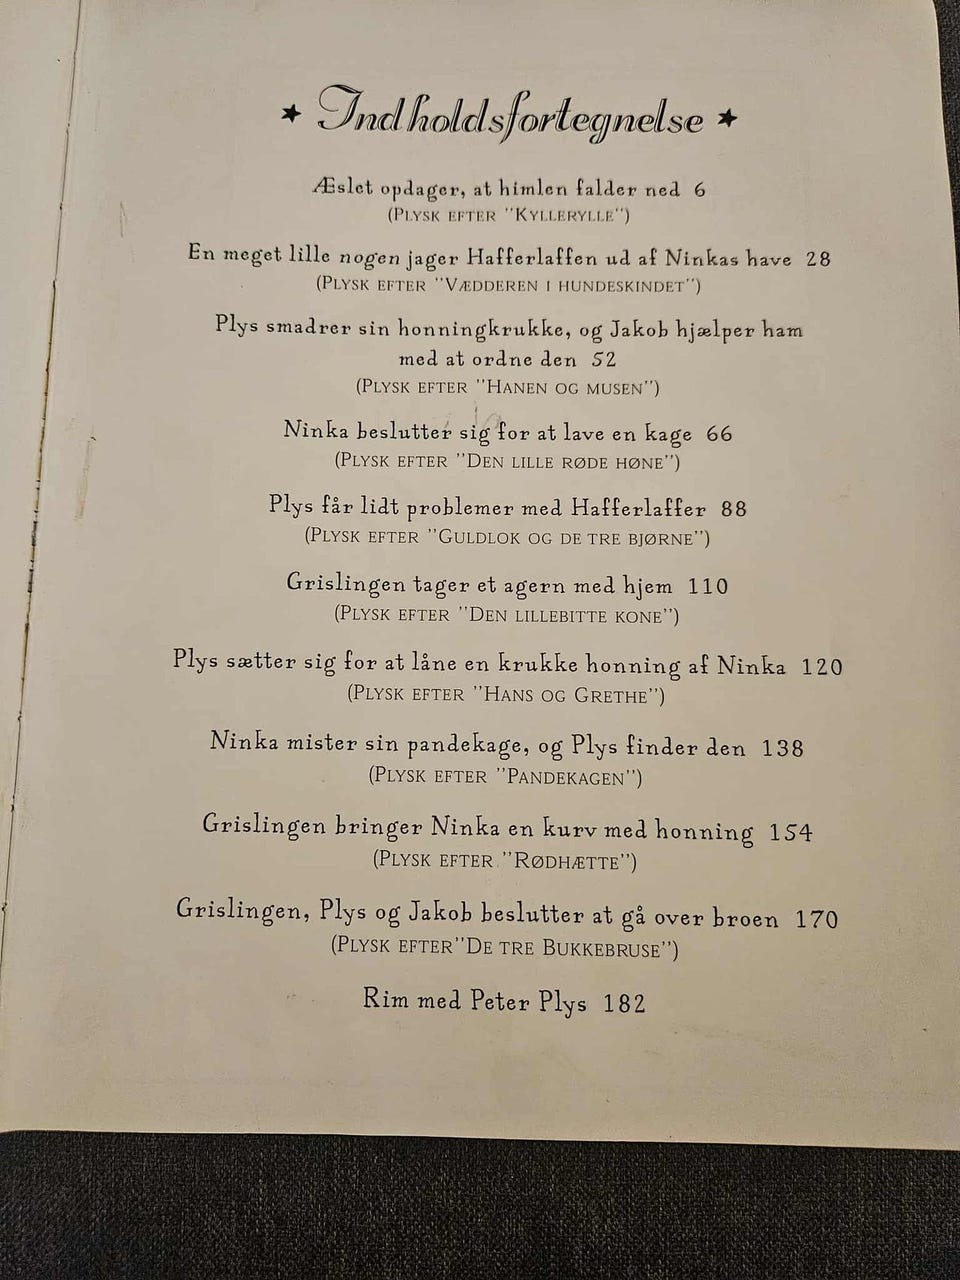 ★ Indholdsfortegnelse ★
Æslet opdager, at himlen falder ned 6
(Plysk efter "Kyllerylle")
En meget lille nogen jager Hafferlaffen ud af Ninkas have 28
(Plysk efter "Vædderen i hundeskindet")
Plys smadrer sin honningkrukke, og Jakob hjælper ham
med at ordne den 52
(Plysk efter "Hanen og musen")
Ninka beslutter sig for at lave en kage 66
(Plysk efter "Den lille røde høne")
Plys får lidt problemer med Hafferlaffer 88
(Plysk efter "Guldlok og de tre bjørne")
Grislingen tager et agern med hjem 110
(Plysk efter "Den lillebitte kone")
Plys sætter sig for at låne en krukke honning af Ninka 120
(Plysk efter "Hans og Grethe")
Ninka mister sin pandekage, og Plys finder den 138
(Plysk efter "Pandekagen")
Grislingen bringer Ninka en kurv med honning 154
(Plysk efter "Rødhætte")
Grislingen, Plys og Jakob beslutter at gå over broen 170
(Plysk efter"De tre Bukkebruse")
Rim med Peter Plys 182